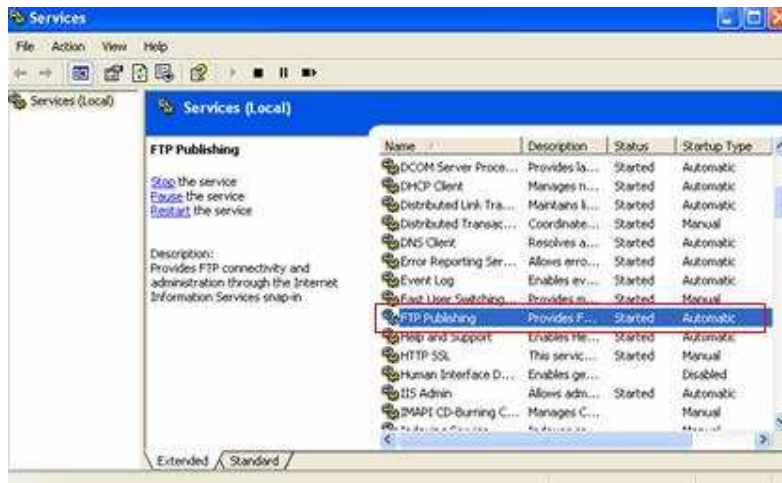 Services
File Action View Help
Services (Local)
Services (Local)
FTP Publishing
Stop the service
Pause the service
Restart the service
Description:
Provides FTP connectivity and
administration through the Internet
Information Services snap-in
Name Description Status Startup Type
DCOM Server Proce... Provides la... Started Automatic
DHCP Client Manages n... Started Automatic
Distributed Link Tra... Maintains li... Started Automatic
Distributed Transac... Coordinate... Started Manual
DNS Client Resolves a... Started Automatic
Error Reporting Ser... Allows erro... Started Automatic
Event Log Enables ev... Started Automatic
Fast User Switching... Provides m... Started Manual
FTP Publishing Provides F... Started Automatic
Help and Support Enables He... Started Automatic
HTTP SSL This servic... Started Manual
Human Interface D... Enables ge... Disabled
IIS Admin Allows adm... Started Automatic
IMAPI CD-Burning C... Manages C... Manual
Extended Standard